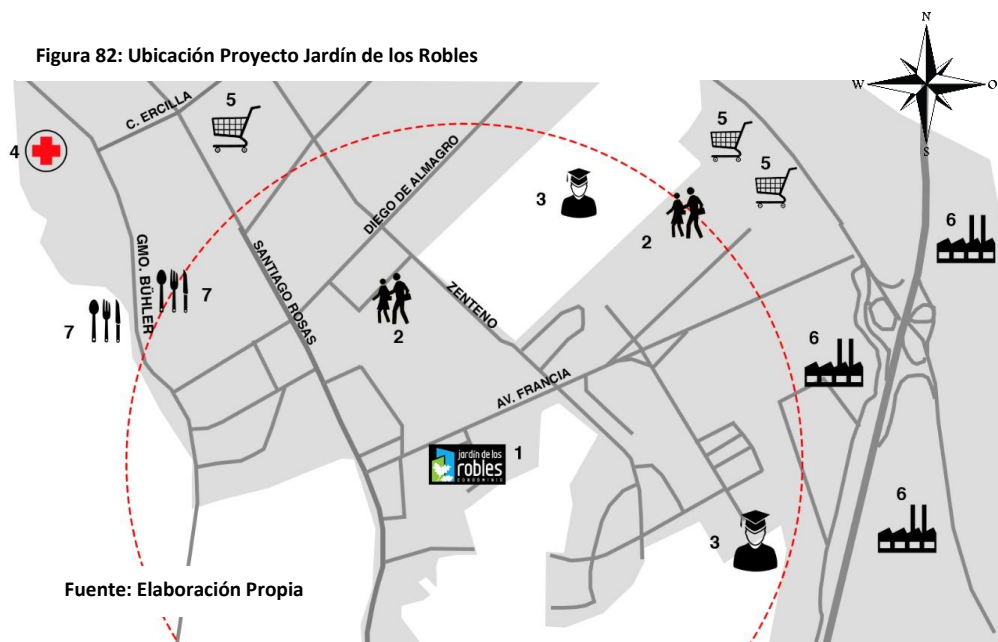 Figura 82: Ubicación Proyecto Jardín de los Robles
N
W
O
S
C. ERCILLA
5
4
DIEGO DE ALMAGRO
5
5
3
2
6
GMO. BÜHLER
SANTIAGO ROSAS
7
7
2
ZENTENO
6
AV. FRANCIA
jardín de los
robles
CONDOMINIO
1
6
3
Fuente: Elaboración Propia